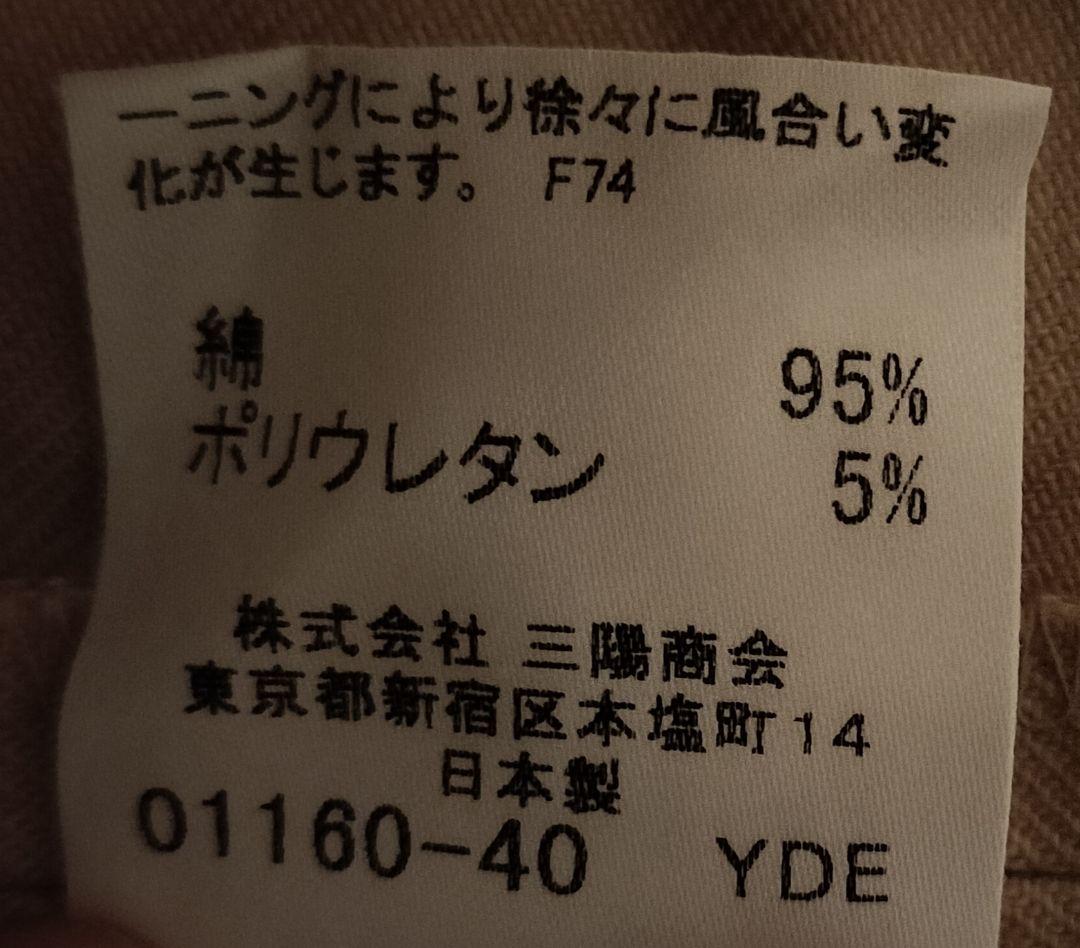 ーニングにより徐々に風合い変
化が生じます。 F74
綿 95%
ポリウレタン 5%
株式会社 三陽商会
東京都新宿区本塩町14
日本製
01160-40 YDE